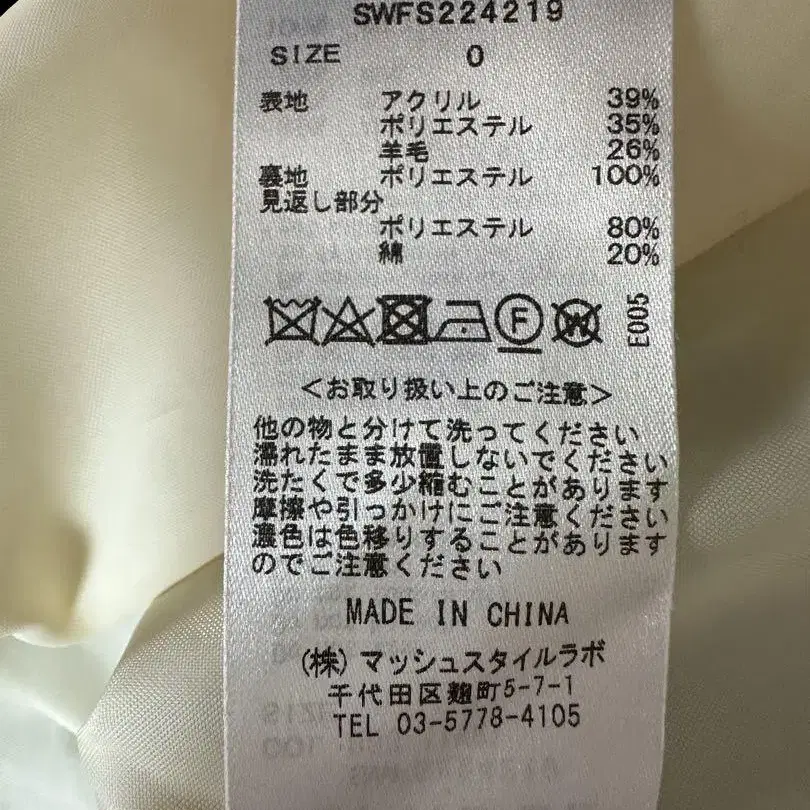 SWFS224219
SIZE 0
表地 アクリル 39%
ポリエステル 35%
羊毛 26%
裏地 ポリエステル 100%
見返し部分
ポリエステル 80%
綿 20%
F W E005
<お取り扱い上のご注意>
他の物と分けて洗ってください
濡れたまま放置しないでください
洗たくで多少縮むことがあります
摩擦や引っかけにご注意ください
濃色は色移りすることがあります
のでご注意ください
MADE IN CHINA
(株)マッシュスタイルラボ
千代田区麹町5-7-1
TEL 03-5778-4105